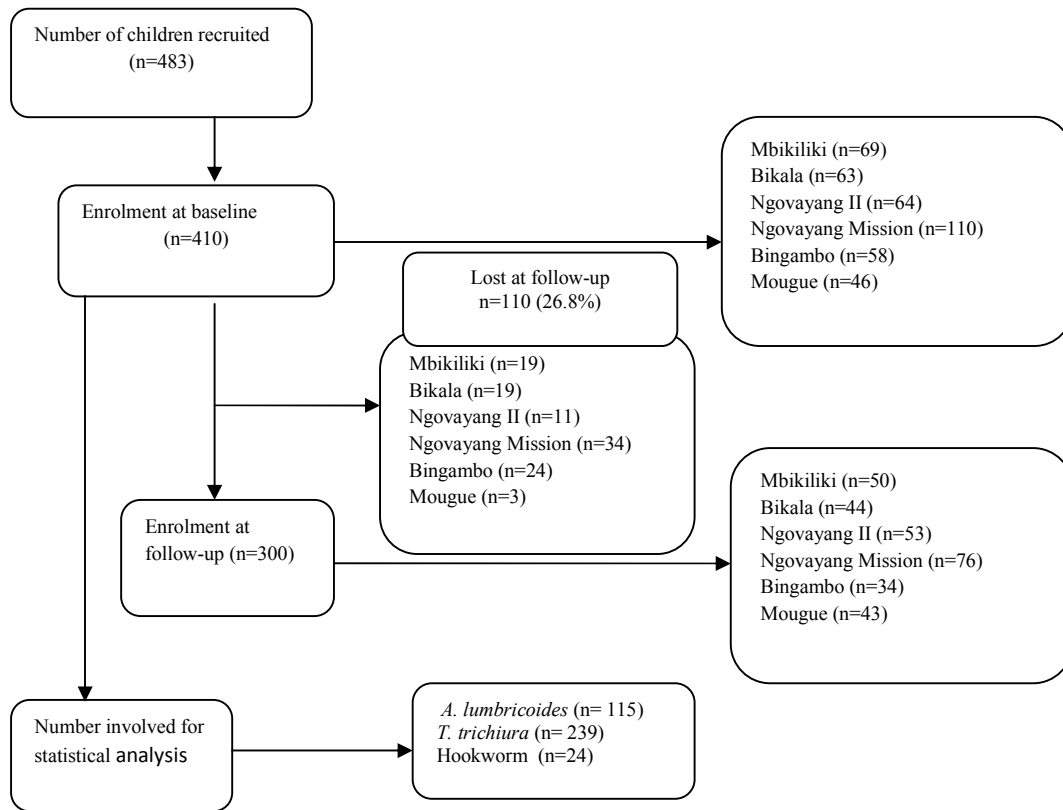 Number of children recruited
(n=483)
Enrolment at baseline
(n=410)
Mbikiliki (n=69)
Bikala (n=63)
Ngovayang II (n=64)
Ngovayang Mission (n=110)
Bingambo (n=58)
Mougue (n=46)
Lost at follow-up
n=110 (26.8%)
Mbikiliki (n=19)
Bikala (n=19)
Ngovayang II (n=11)
Ngovayang Mission (n=34)
Bingambo (n=24)
Mougue (n=3)
Enrolment at
follow-up (n=300)
Mbikiliki (n=50)
Bikala (n=44)
Ngovayang II (n=53)
Ngovayang Mission (n=76)
Bingambo (n=34)
Mougue (n=43)
Number involved for
statistical analysis
A. lumbricoides (n= 115)
T. trichiura (n= 239)
Hookworm (n=24)